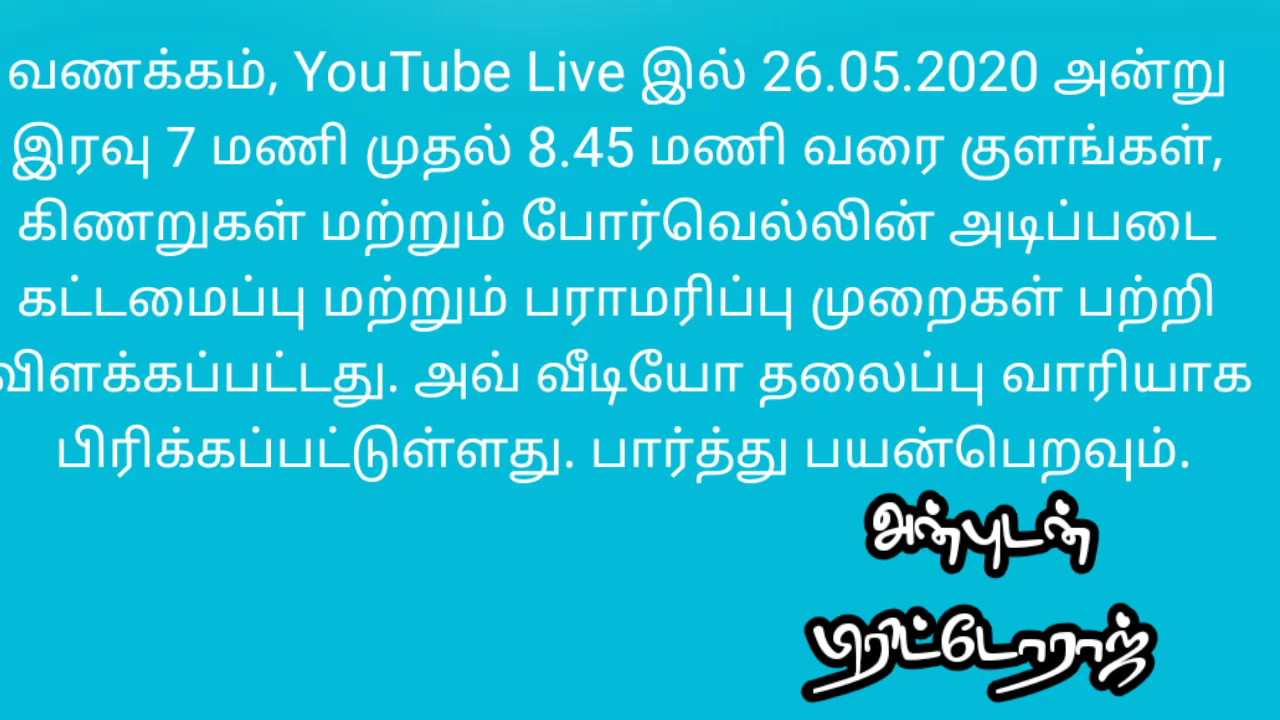 வணக்கம், YouTube Live இல் 26.05.2020 அன்று
இரவு 7 மணி முதல் 8.45 மணி வரை குளங்கள்,
கிணறுகள் மற்றும் போர்வெல்லின் அடிப்படை
கட்டமைப்பு மற்றும் பராமரிப்பு முறைகள் பற்றி
விளக்கப்பட்டது. அவ் வீடியோ தலைப்பு வாரியாக
பிரிக்கப்பட்டுள்ளது. பார்த்து பயன்பெறவும்.
அன்புடன்
பிரிட்டோராஜ்